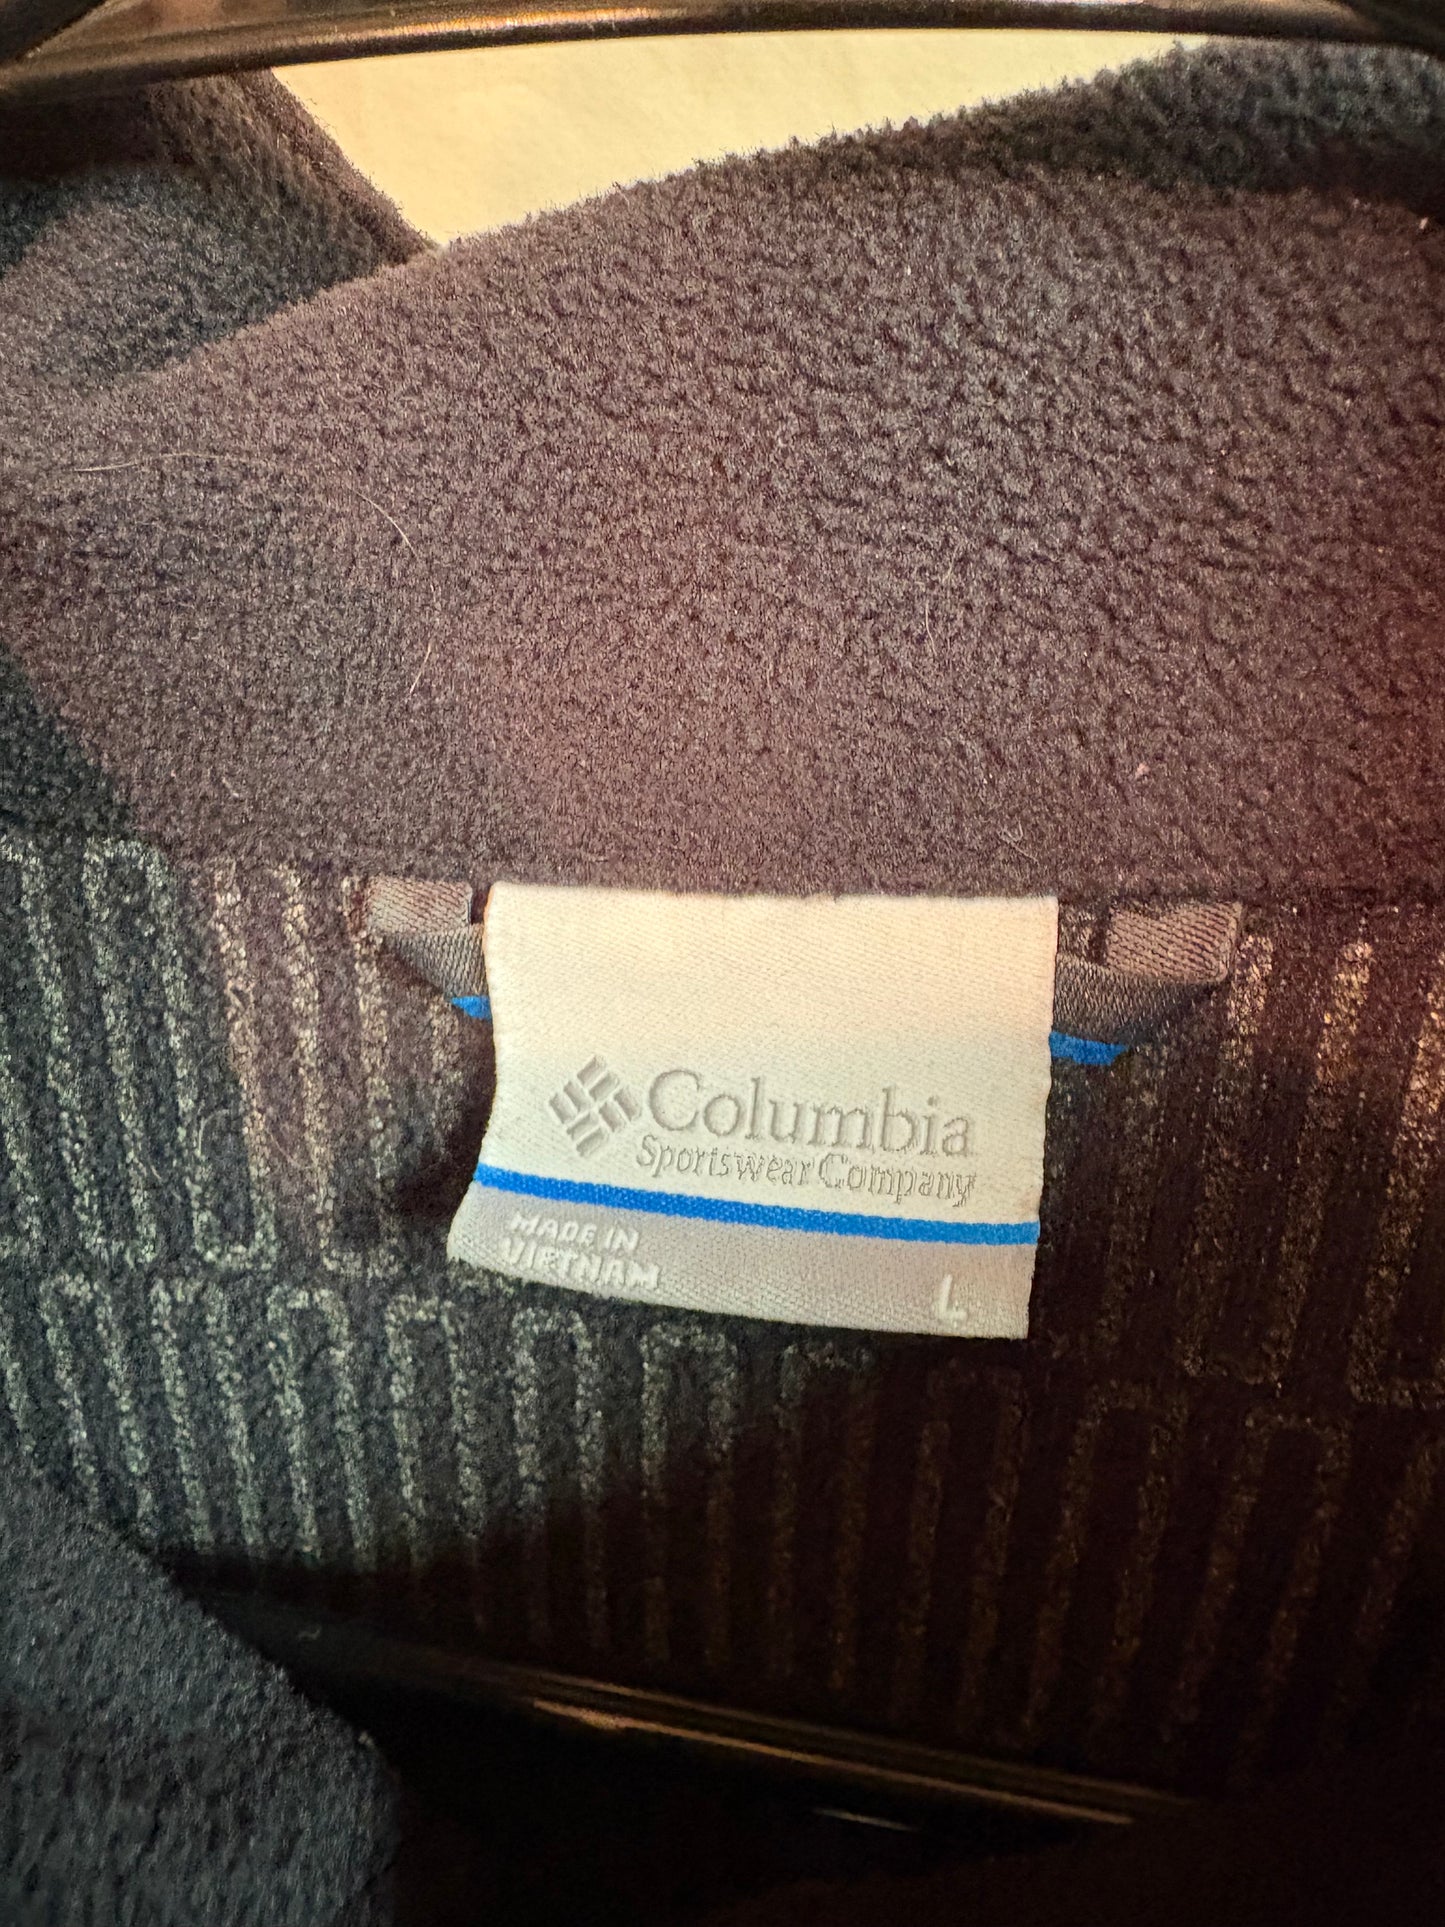 Columbia
Sportswear Company
MADE IN
VIETNAM
L